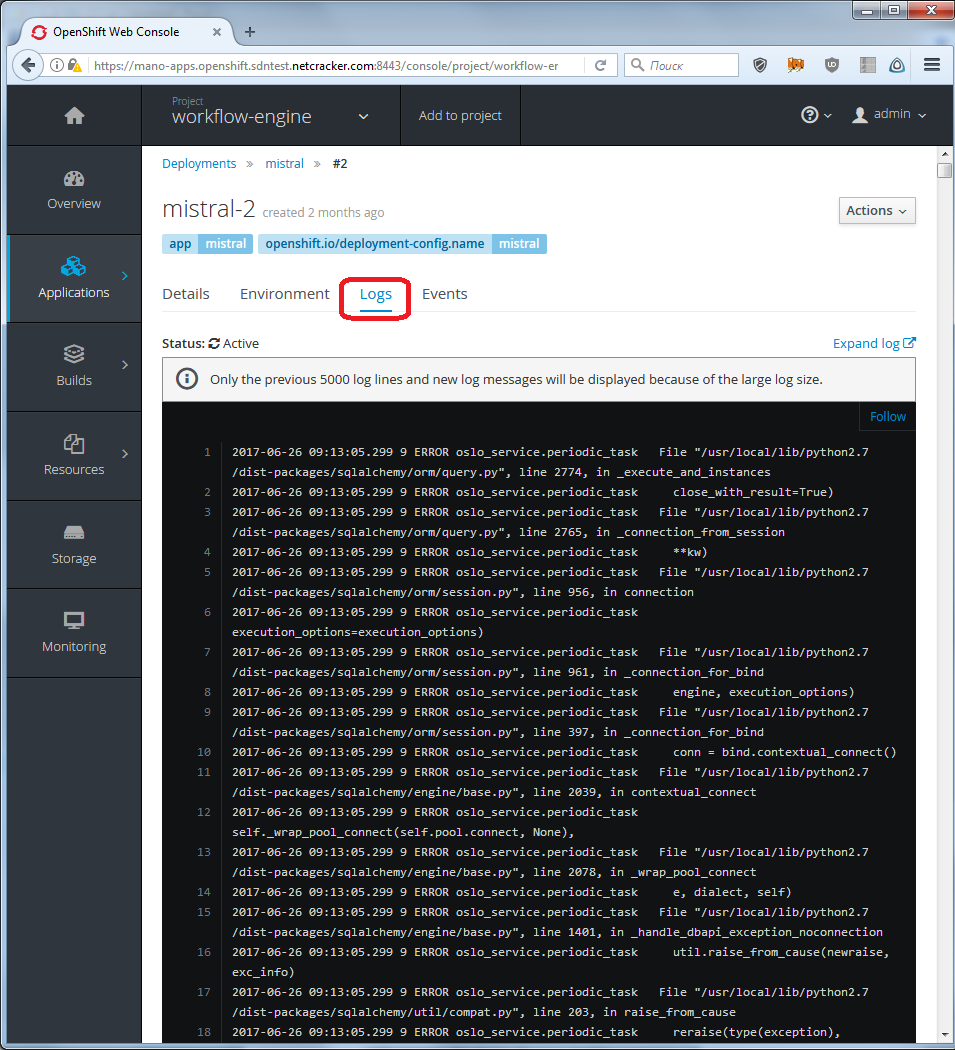 OpenShift Web Console
https://mano-apps.openshift.sdntest.netcracker.com:8443/console/project/workflow-er
Поиск
Project
workflow-engine
Add to project
admin
Overview
Applications
Builds
Resources
Storage
Monitoring
Deployments » mistral » #2
mistral-2 created 2 months ago
Actions
app mistral openshift.io/deployment-config.name mistral
Details Environment Logs Events
Status: Active
Expand log
Only the previous 5000 log lines and new log messages will be displayed because of the large log size.
Follow
1 2017-06-26 09:13:05.299 9 ERROR oslo_service.periodic_task File "/usr/local/lib/python2.7
/dist-packages/sqlalchemy/orm/query.py", line 2774, in _execute_and_instances
2 2017-06-26 09:13:05.299 9 ERROR oslo_service.periodic_task close_with_result=True)
3 2017-06-26 09:13:05.299 9 ERROR oslo_service.periodic_task File "/usr/local/lib/python2.7
/dist-packages/sqlalchemy/orm/query.py", line 2765, in _connection_from_session
4 2017-06-26 09:13:05.299 9 ERROR oslo_service.periodic_task **kw)
5 2017-06-26 09:13:05.299 9 ERROR oslo_service.periodic_task File "/usr/local/lib/python2.7
/dist-packages/sqlalchemy/orm/session.py", line 956, in connection
6 2017-06-26 09:13:05.299 9 ERROR oslo_service.periodic_task
execution_options=execution_options)
7 2017-06-26 09:13:05.299 9 ERROR oslo_service.periodic_task File "/usr/local/lib/python2.7
/dist-packages/sqlalchemy/orm/session.py", line 961, in _connection_for_bind
8 2017-06-26 09:13:05.299 9 ERROR oslo_service.periodic_task engine, execution_options)
9 2017-06-26 09:13:05.299 9 ERROR oslo_service.periodic_task File "/usr/local/lib/python2.7
/dist-packages/sqlalchemy/orm/session.py", line 397, in _connection_for_bind
10 2017-06-26 09:13:05.299 9 ERROR oslo_service.periodic_task conn = bind.contextual_connect()
11 2017-06-26 09:13:05.299 9 ERROR oslo_service.periodic_task File "/usr/local/lib/python2.7
/dist-packages/sqlalchemy/engine/base.py", line 2039, in contextual_connect
12 2017-06-26 09:13:05.299 9 ERROR oslo_service.periodic_task
self._wrap_pool_connect(self.pool.connect, None),
13 2017-06-26 09:13:05.299 9 ERROR oslo_service.periodic_task File "/usr/local/lib/python2.7
/dist-packages/sqlalchemy/engine/base.py", line 2078, in _wrap_pool_connect
14 2017-06-26 09:13:05.299 9 ERROR oslo_service.periodic_task e, dialect, self)
15 2017-06-26 09:13:05.299 9 ERROR oslo_service.periodic_task File "/usr/local/lib/python2.7
/dist-packages/sqlalchemy/engine/base.py", line 1401, in _handle_dbapi_exception_noconnection
16 2017-06-26 09:13:05.299 9 ERROR oslo_service.periodic_task util.raise_from_cause(newraise,
exc_info)
17 2017-06-26 09:13:05.299 9 ERROR oslo_service.periodic_task File "/usr/local/lib/python2.7
/dist-packages/sqlalchemy/util/compat.py", line 203, in raise_from_cause
18 2017-06-26 09:13:05.299 9 ERROR oslo_service.periodic_task reraise(type(exception),